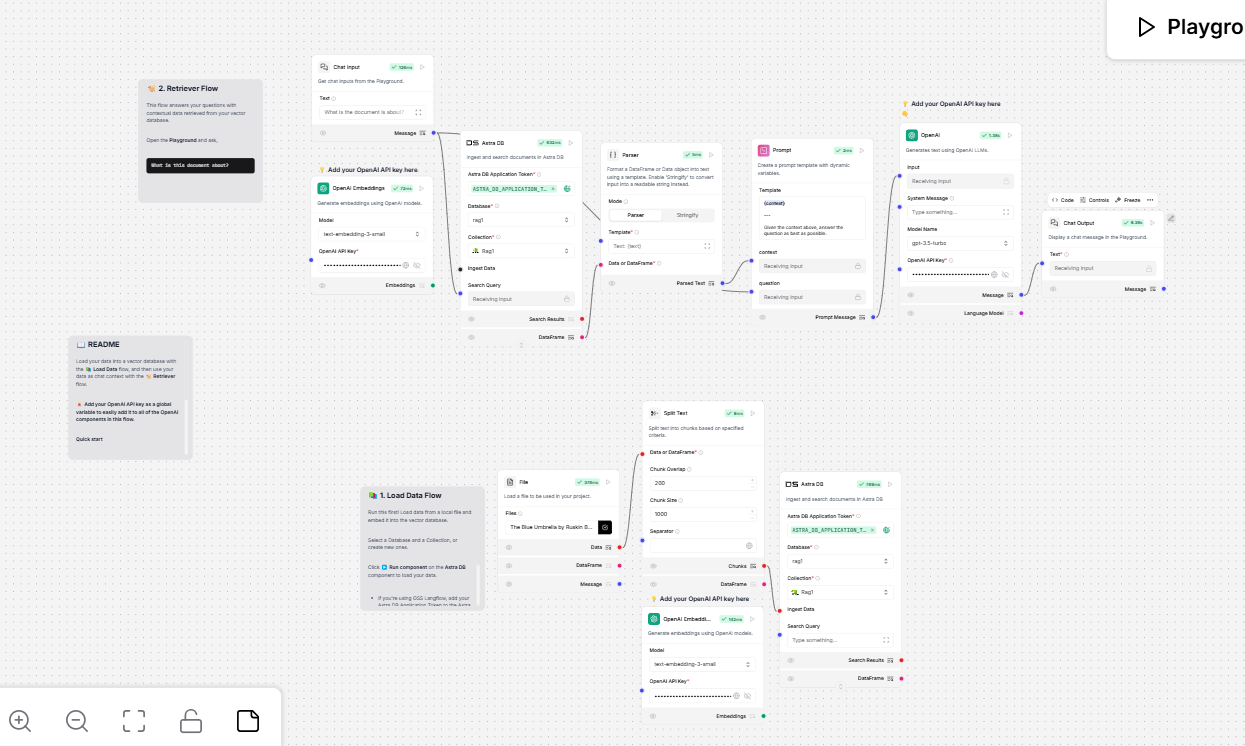 Playgro
2. Retriever Flow
This flow answers your questions with
contextual data retrieved from your vector
database.
Open the Playground and ask,
What is this document about?
Chat Input
128ms
Get chat inputs from the Playground.
Text
What is the document is about?
Message
Add your OpenAI API key here
OpenAI Embeddings
72ms
Generate embeddings using OpenAI models.
Model
text-embedding-3-small
OpenAI API Key*
Embeddings
Astra DB
Ingest and search documents in Astra DB
Astra DB Application Token*
ASTRA_DB_APPLICATION_T...
Database*
rag1
Collection*
Rag1
Ingest Data
Search Query
Receiving input
Search Results
DataFrame
Parser
Format a DataFrame or Data object into text
using a template. Enable 'Stringify' to convert
input into a readable string instead.
Mode
Parser
Stringify
Template*
Text: {text}
Data or DataFrame*
Parsed Text
Prompt
2ms
Create a prompt template with dynamic
variables.
Template
{context}
---
Given the context above, answer the
question as best as possible.
context
Receiving input
question
Receiving input
Prompt Message
Add your OpenAI API key here
OpenAI
Generates text using OpenAI LLMs.
Input
Receiving input
System Message
Type something...
Model Name
gpt-3.5-turbo
OpenAI API Key*
Message
Language Model
Code
Controls
Freeze
Chat Output
Display a chat message in the Playground.
Text*
Receiving input
Message
README
Load your data into a vector database with
the Load Data flow, and then use your
data as chat context with the Retriever
flow.
Add your OpenAI API key as a global
variable to easily add it to all of the OpenAI
components in this flow.
Quick start
1. Load Data Flow
Run this first! Load data from a local file and
embed it into the vector database.
Select a Database and a Collection, or
create new ones.
Click Run component on the Astra DB
component to load your data.
• If you're using OSS Langflow, add your
Astra DB Application Token to the Astra
File
Load a file to be used in your project.
Files
The Blue Umbrella by Ruskin B...
Data
DataFrame
Message
Split Text
Split text into chunks based on specified
criteria.
Data or DataFrame*
Chunk Overlap
200
Chunk Size
1000
Separator
Chunks
DataFrame
Add your OpenAI API key here
OpenAI Embeddi...
142ms
Generate embeddings using OpenAI models.
Model
text-embedding-3-small
OpenAI API Key*
Embeddings
Astra DB
Ingest and search documents in Astra DB
Astra DB Application Token*
ASTRA_DB_APPLICATION_T...
Database*
rag1
Collection*
Rag1
Ingest Data
Search Query
Type something...
Search Results
DataFrame